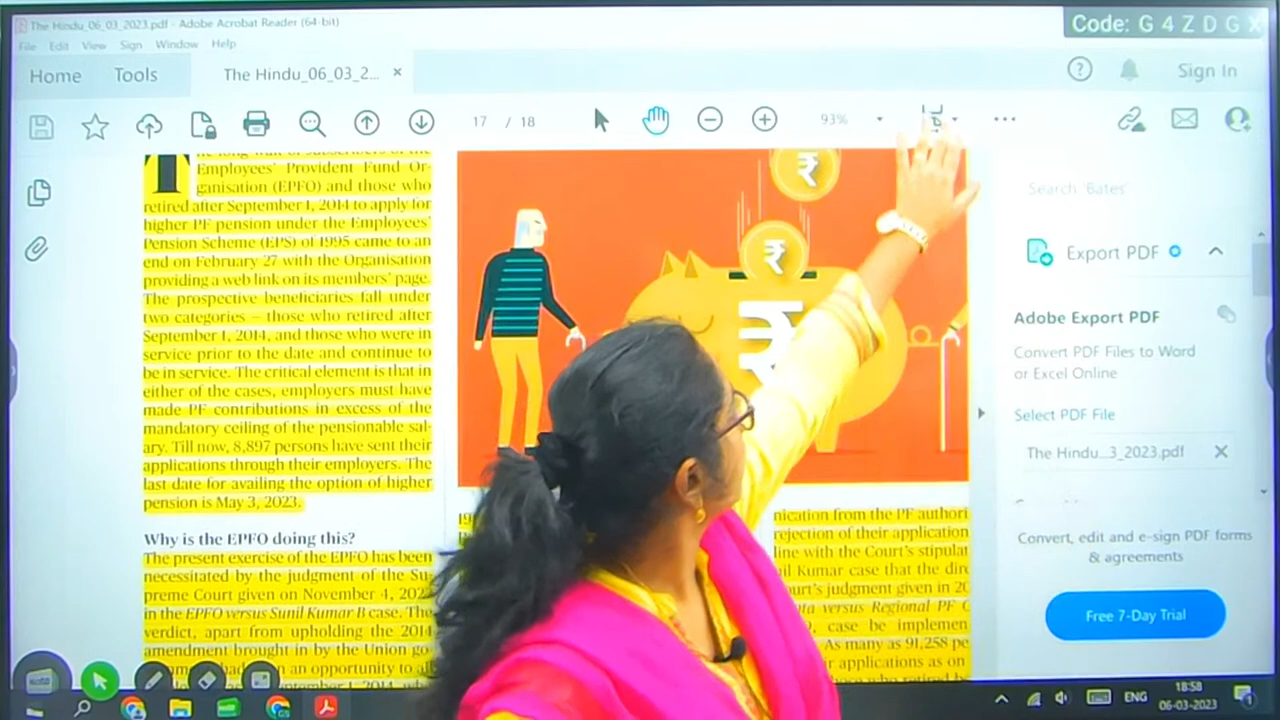 The Hindu_06_03_2023.pdf - Adobe Acrobat Reader (64-bit)
Code: G 4 Z D G X
File Edit View Sign Window Help
Home Tools The Hindu_06_03_2... ×
Sign In
17 / 18
93%
Employees' Provident Fund Or-
ganisation (EPFO) and those who
retired after September 1, 2014 to apply for
higher PF pension under the Employees'
Pension Scheme (EPS) of 1995 came to an
end on February 27 with the Organisation
providing a web link on its members' page.
The prospective beneficiaries fall under
two categories – those who retired after
September 1, 2014, and those who were in
service prior to the date and continue to
be in service. The critical element is that in
either of the cases, employers must have
made PF contributions in excess of the
mandatory ceiling of the pensionable sal-
ary. Till now, 8,897 persons have sent their
applications through their employers. The
last date for availing the option of higher
pension is May 3, 2023.
Why is the EPFO doing this?
The present exercise of the EPFO has been
necessitated by the judgment of the Su-
preme Court given on November 4, 202
in the EPFO versus Sunil Kumar B case. The
verdict, apart from upholding the 2014
amendment brought in by the Union go
an opportunity to all
₹
₹
₹
nication from the PF authori
rejection of their application
line with the Court's stipulat
il Kumar case that the dire
urt's judgment given in 20
ta versus Regional PF C
case be implemen
As many as 91,258 pe
r applications as on
Search 'Bates'
Export PDF
Adobe Export PDF
Convert PDF Files to Word
or Excel Online
Select PDF File
The Hindu...3_2023.pdf ×
Convert, edit and e-sign PDF forms
& agreements
Free 7-Day Trial
ENG
18:58
06-03-2023